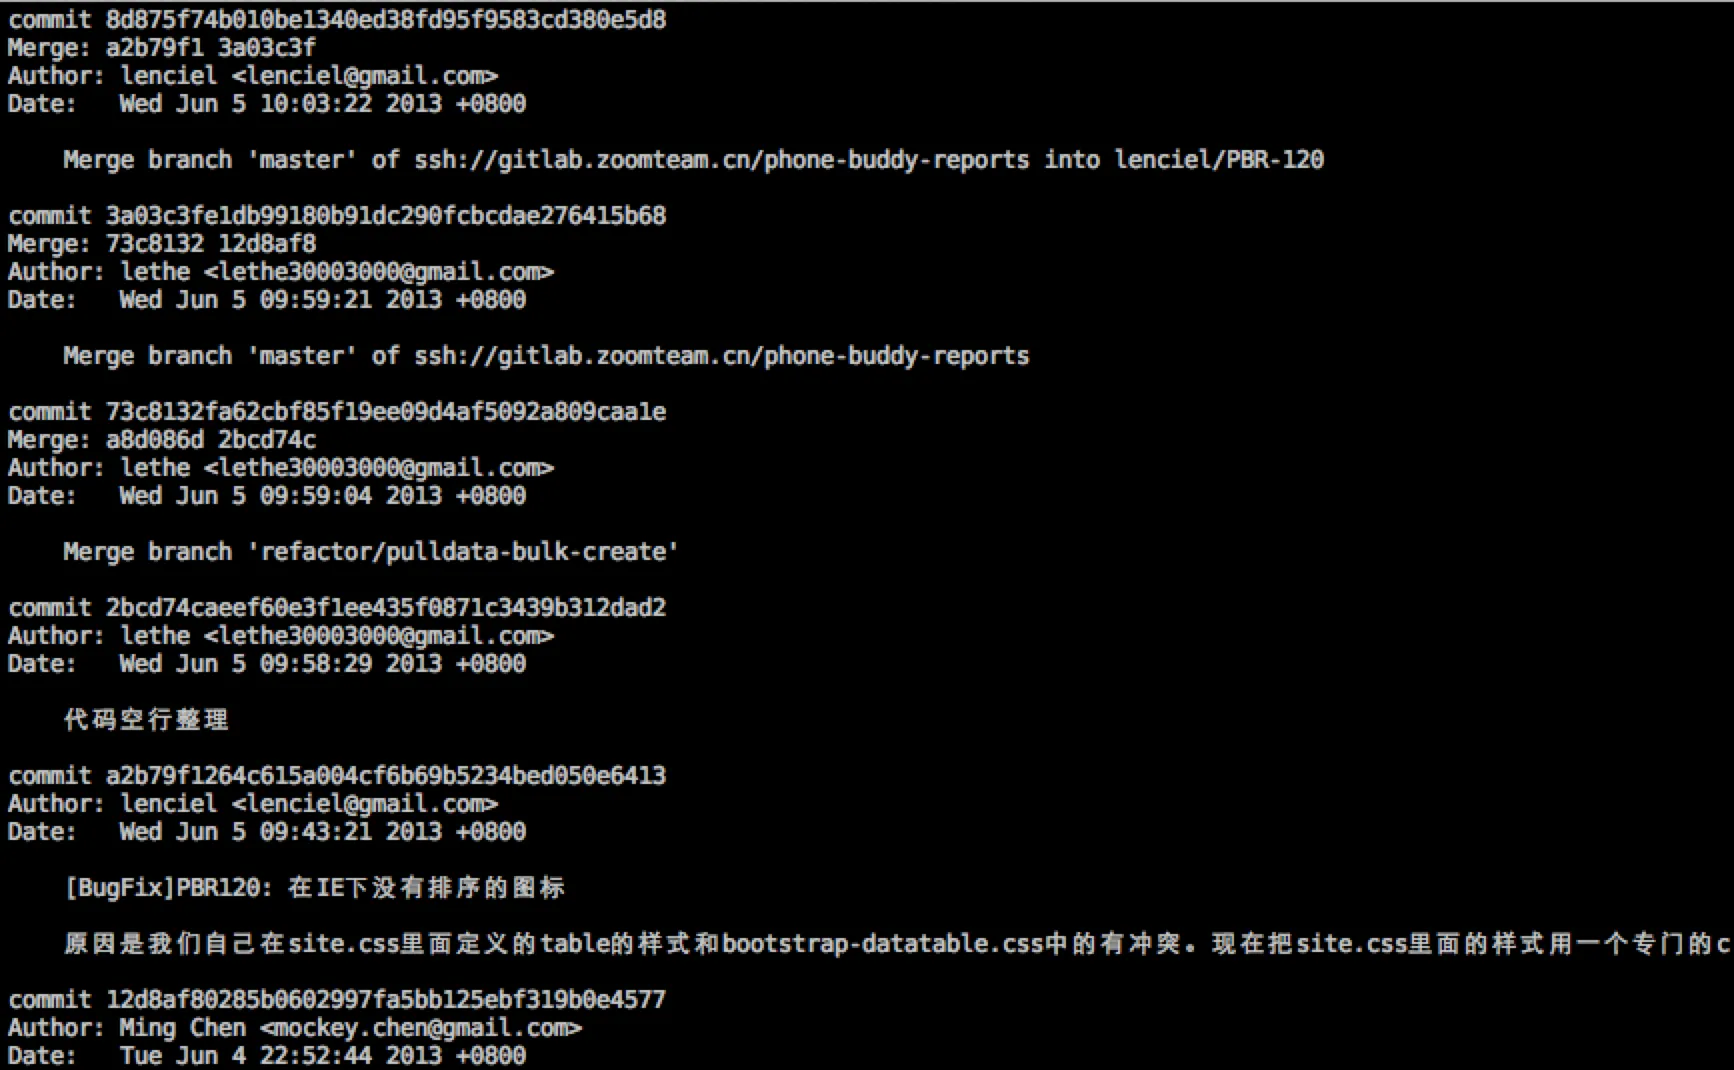 commit 8d875f74b010be1340ed38fd95f9583cd380e5d8
Merge: a2b79f1 3a03c3f
Author: lenciel <lenciel@gmail.com>
Date:   Wed Jun 5 10:03:22 2013 +0800
    Merge branch 'master' of ssh://gitlab.zoomteam.cn/phone-buddy-reports into lenciel/PBR-120
commit 3a03c3fe1db99180b91dc290fcbcdae276415b68
Merge: 73c8132 12d8af8
Author: lethe <lethe30003000@gmail.com>
Date:   Wed Jun 5 09:59:21 2013 +0800
    Merge branch 'master' of ssh://gitlab.zoomteam.cn/phone-buddy-reports
commit 73c8132fa62cbf85f19ee09d4af5092a809caa1e
Merge: a8d086d 2bcd74c
Author: lethe <lethe30003000@gmail.com>
Date:   Wed Jun 5 09:59:04 2013 +0800
    Merge branch 'refactor/pulldata-bulk-create'
commit 2bcd74caeef60e3f1ee435f0871c3439b312dad2
Author: lethe <lethe30003000@gmail.com>
Date:   Wed Jun 5 09:58:29 2013 +0800
    代码空行整理
commit a2b79f1264c615a004cf6b69b5234bed050e6413
Author: lenciel <lenciel@gmail.com>
Date:   Wed Jun 5 09:43:21 2013 +0800
    [BugFix]PBR120: 在IE下没有排序的图标
    原因是我们自己在site.css里面定义的table的样式和bootstrap-datatable.css中的有冲突。现在把site.css里面的样式用一个专门的c
commit 12d8af80285b0602997fa5bb125ebf319b0e4577
Author: Ming Chen <mockey.chen@gmail.com>
Date:   Tue Jun 4 22:52:44 2013 +0800